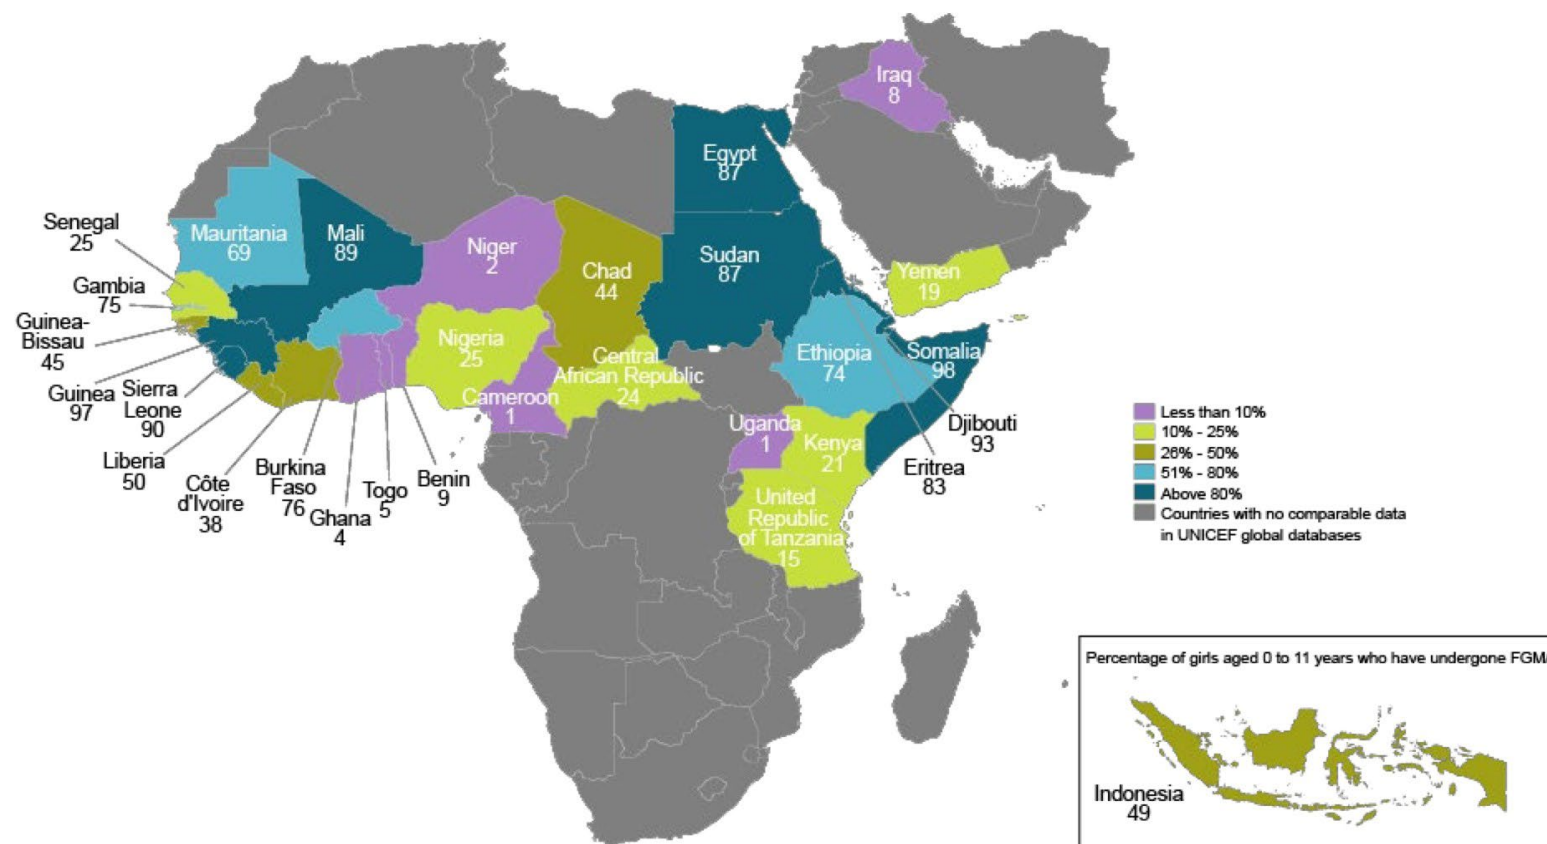 Iraq
8
Egypt
87
Senegal
25
Mauritania
69
Mali
89
Niger
2
Chad
44
Sudan
87
Yemen
19
Gambia
75
Guinea-
Bissau
45
Nigeria
25
Central
African Republic
24
Ethiopia
74
Somalia
98
Guinea
97
Sierra
Leone
90
Cameroon
1
Uganda
1
Kenya
21
Djibouti
93
Eritrea
83
Liberia
50
Côte
d'Ivoire
38
Burkina
Faso
76
Ghana
4
Togo
5
Benin
9
United
Republic
of Tanzania
15
Less than 10%
10% - 25%
26% - 50%
51% - 80%
Above 80%
Countries with no comparable data
in UNICEF global databases
Percentage of girls aged 0 to 11 years who have undergone FGM/
Indonesia
49